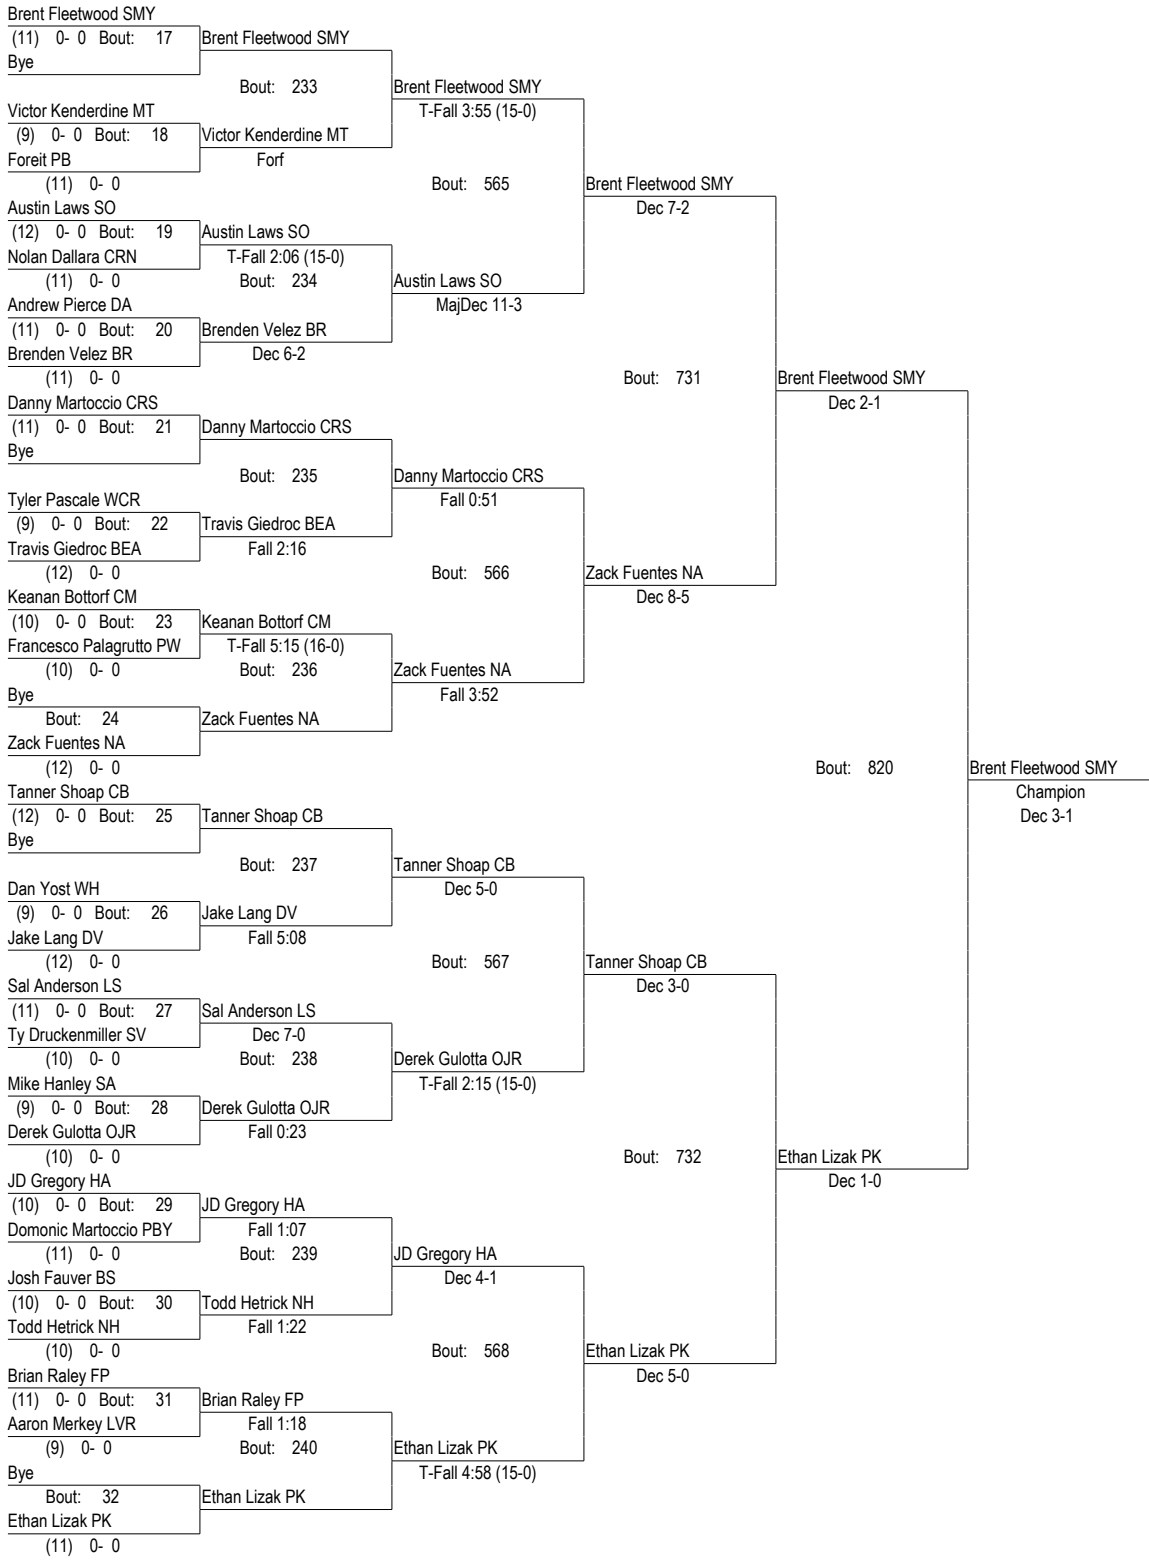 Brent Fleetwood SMY
(11) 0- 0 Bout: 17 Brent Fleetwood SMY
Bye
Bout: 233 Brent Fleetwood SMY
Victor Kenderdine MT T-Fall 3:55 (15-0)
(9) 0- 0 Bout: 18 Victor Kenderdine MT
Foreit PB Forf
(11) 0- 0 Bout: 565 Brent Fleetwood SMY
Austin Laws SO Dec 7-2
(12) 0- 0 Bout: 19 Austin Laws SO
Nolan Dallara CRN T-Fall 2:06 (15-0)
(11) 0- 0 Bout: 234 Austin Laws SO
Andrew Pierce DA MajDec 11-3
(11) 0- 0 Bout: 20 Brenden Velez BR
Brenden Velez BR Dec 6-2
(11) 0- 0 Bout: 731 Brent Fleetwood SMY
Danny Martoccio CRS Dec 2-1
(11) 0- 0 Bout: 21 Danny Martoccio CRS
Bye
Bout: 235 Danny Martoccio CRS
Tyler Pascale WCR Fall 0:51
(9) 0- 0 Bout: 22 Travis Giedroc BEA
Travis Giedroc BEA Fall 2:16
(12) 0- 0 Bout: 566 Zack Fuentes NA
Keanan Bottorf CM Dec 8-5
(10) 0- 0 Bout: 23 Keanan Bottorf CM
Francesco Palagrutto PW T-Fall 5:15 (16-0)
(10) 0- 0 Bout: 236 Zack Fuentes NA
Bye Fall 3:52
Bout: 24 Zack Fuentes NA
Zack Fuentes NA
(12) 0- 0 Bout: 820 Brent Fleetwood SMY
Tanner Shoap CB Champion
(12) 0- 0 Bout: 25 Tanner Shoap CB Dec 3-1
Bye
Bout: 237 Tanner Shoap CB
Dan Yost WH Dec 5-0
(9) 0- 0 Bout: 26 Jake Lang DV
Jake Lang DV Fall 5:08
(12) 0- 0 Bout: 567 Tanner Shoap CB
Sal Anderson LS Dec 3-0
(11) 0- 0 Bout: 27 Sal Anderson LS
Ty Druckenmiller SV Dec 7-0
(10) 0- 0 Bout: 238 Derek Gulotta OJR
Mike Hanley SA T-Fall 2:15 (15-0)
(9) 0- 0 Bout: 28 Derek Gulotta OJR
Derek Gulotta OJR Fall 0:23
(10) 0- 0 Bout: 732 Ethan Lizak PK
JD Gregory HA Dec 1-0
(10) 0- 0 Bout: 29 JD Gregory HA
Domonic Martoccio PBY Fall 1:07
(11) 0- 0 Bout: 239 JD Gregory HA
Josh Fauver BS Dec 4-1
(10) 0- 0 Bout: 30 Todd Hetrick NH
Todd Hetrick NH Fall 1:22
(10) 0- 0 Bout: 568 Ethan Lizak PK
Brian Raley FP Dec 5-0
(11) 0- 0 Bout: 31 Brian Raley FP
Aaron Merkey LVR Fall 1:18
(9) 0- 0 Bout: 240 Ethan Lizak PK
Bye T-Fall 4:58 (15-0)
Bout: 32 Ethan Lizak PK
Ethan Lizak PK
(11) 0- 0